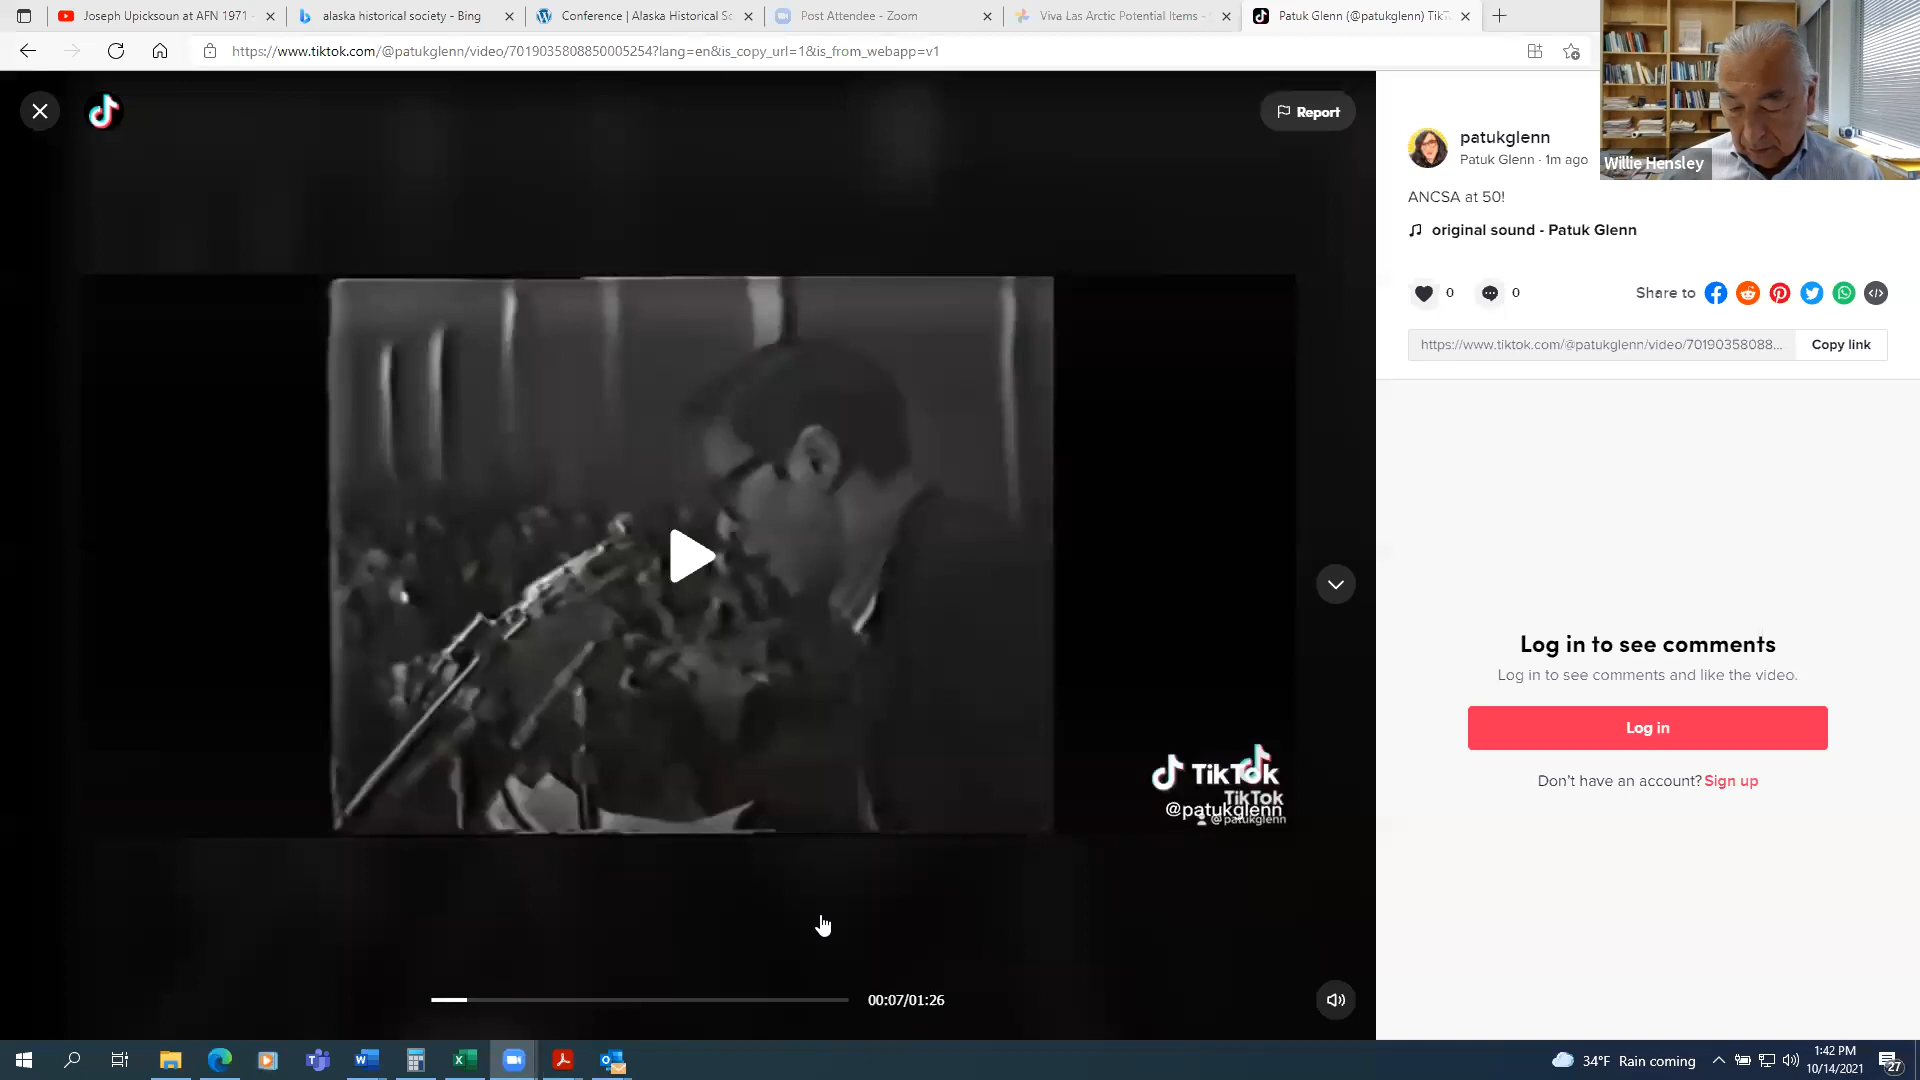 Joseph Upicksoun at AFN 1971 -
alaska historical society - Bing
Conference | Alaska Historical So
Post Attendee - Zoom
Viva Las Arctic Potential Items -
Patuk Glenn (@patukglenn) TikT
https://www.tiktok.com/@patukglenn/video/7019035808850005254?lang=en&is_copy_url=1&is_from_webapp=v1
Report
patukglenn
Patuk Glenn · 1m ago
Willie Hensley
ANCSA at 50!
original sound - Patuk Glenn
0
0
Share to
https://www.tiktok.com/@patukglenn/video/70190358088...
Copy link
Log in to see comments
Log in to see comments and like the video.
Log in
Don't have an account? Sign up
TikTok
TikTok
@patukglenn
@patukglenn
00:07/01:26
34°F Rain coming
1:42 PM
10/14/2021
27